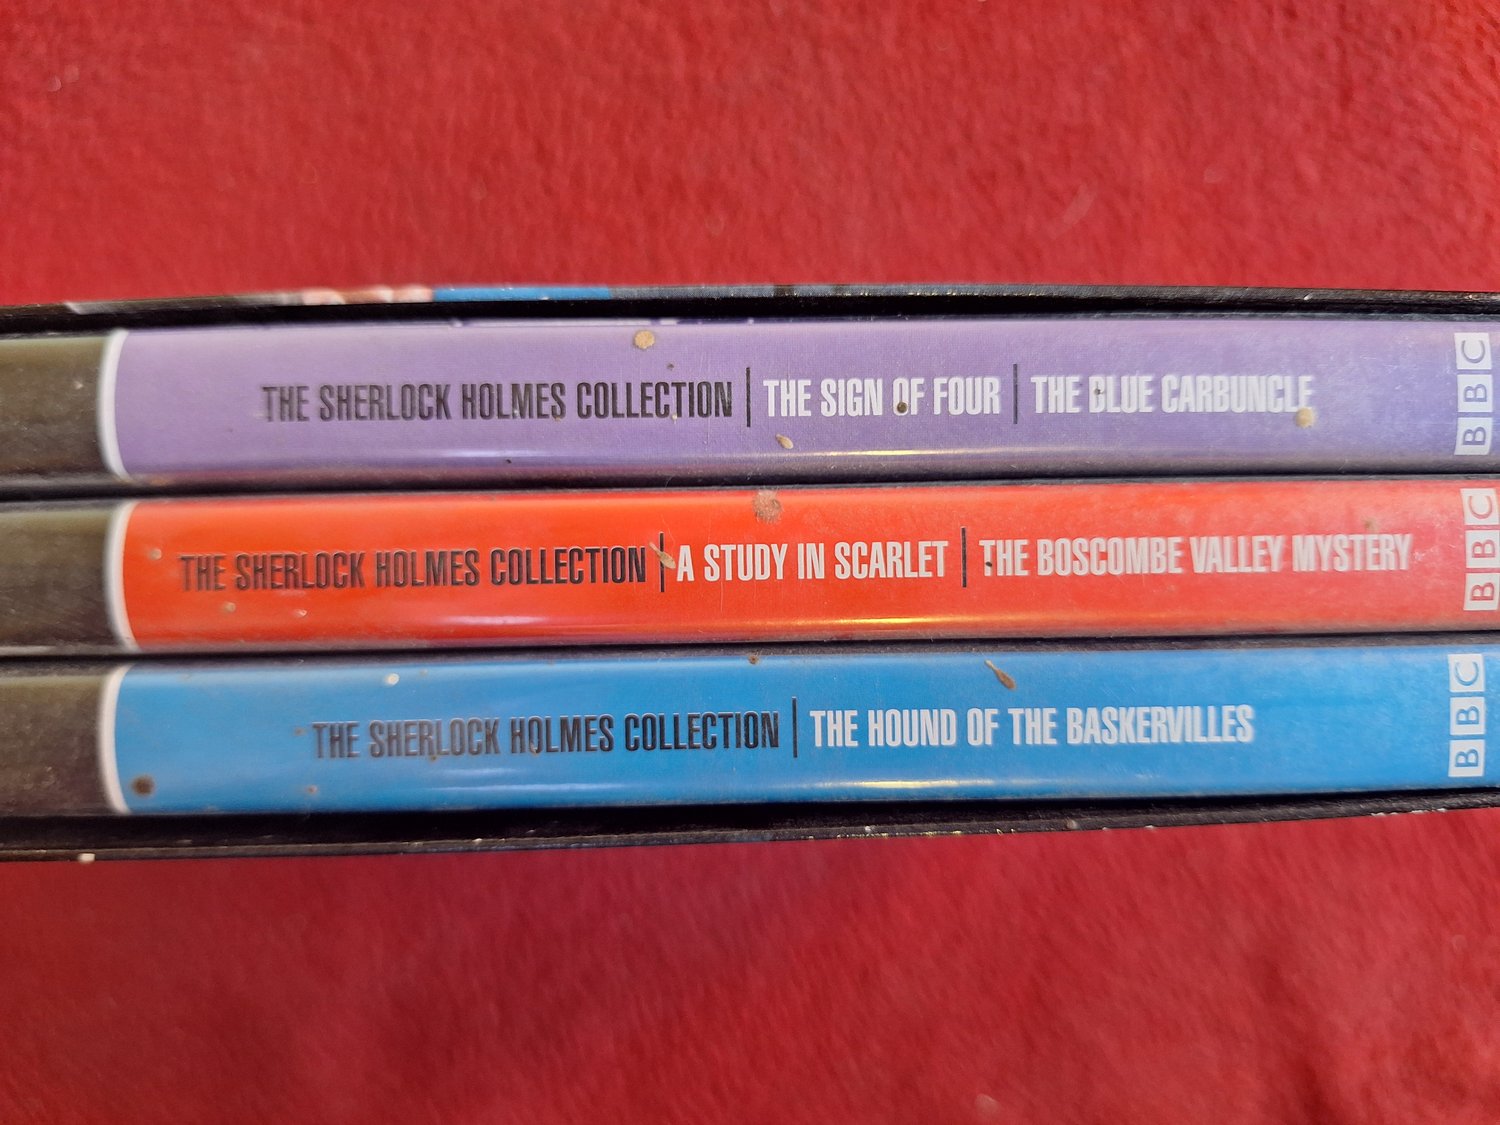 THE SHERLOCK HOLMES COLLECTION | THE SIGN OF FOUR | THE BLUE CARBUNCLE BBC
THE SHERLOCK HOLMES COLLECTION | A STUDY IN SCARLET | THE BOSCOMBE VALLEY MYSTERY BBC
THE SHERLOCK HOLMES COLLECTION | THE HOUND OF THE BASKERVILLES BBC